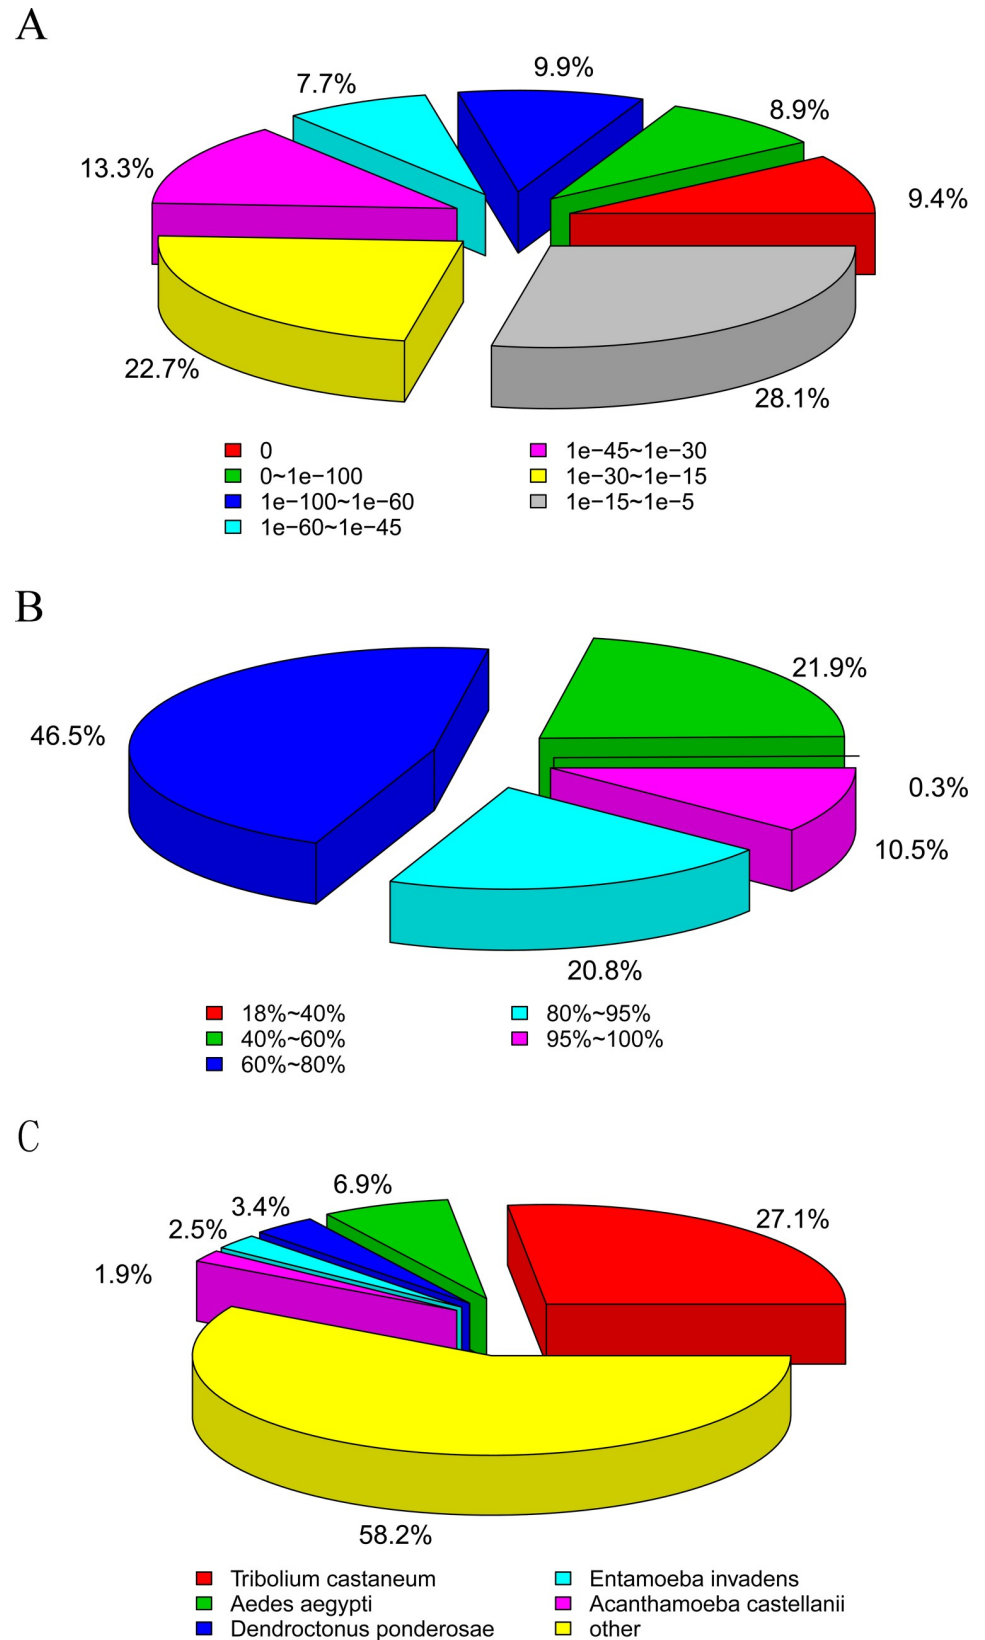 A
9.9%
7.7%
8.9%
13.3%
9.4%
22.7%
28.1%
0
0~1e−100
1e−100~1e−60
1e−60~1e−45
1e−45~1e−30
1e−30~1e−15
1e−15~1e−5
B
21.9%
46.5%
0.3%
10.5%
20.8%
18%~40%
40%~60%
60%~80%
80%~95%
95%~100%
C
6.9%
3.4%
27.1%
2.5%
1.9%
58.2%
Tribolium castaneum
Aedes aegypti
Dendroctonus ponderosae
Entamoeba invadens
Acanthamoeba castellanii
other